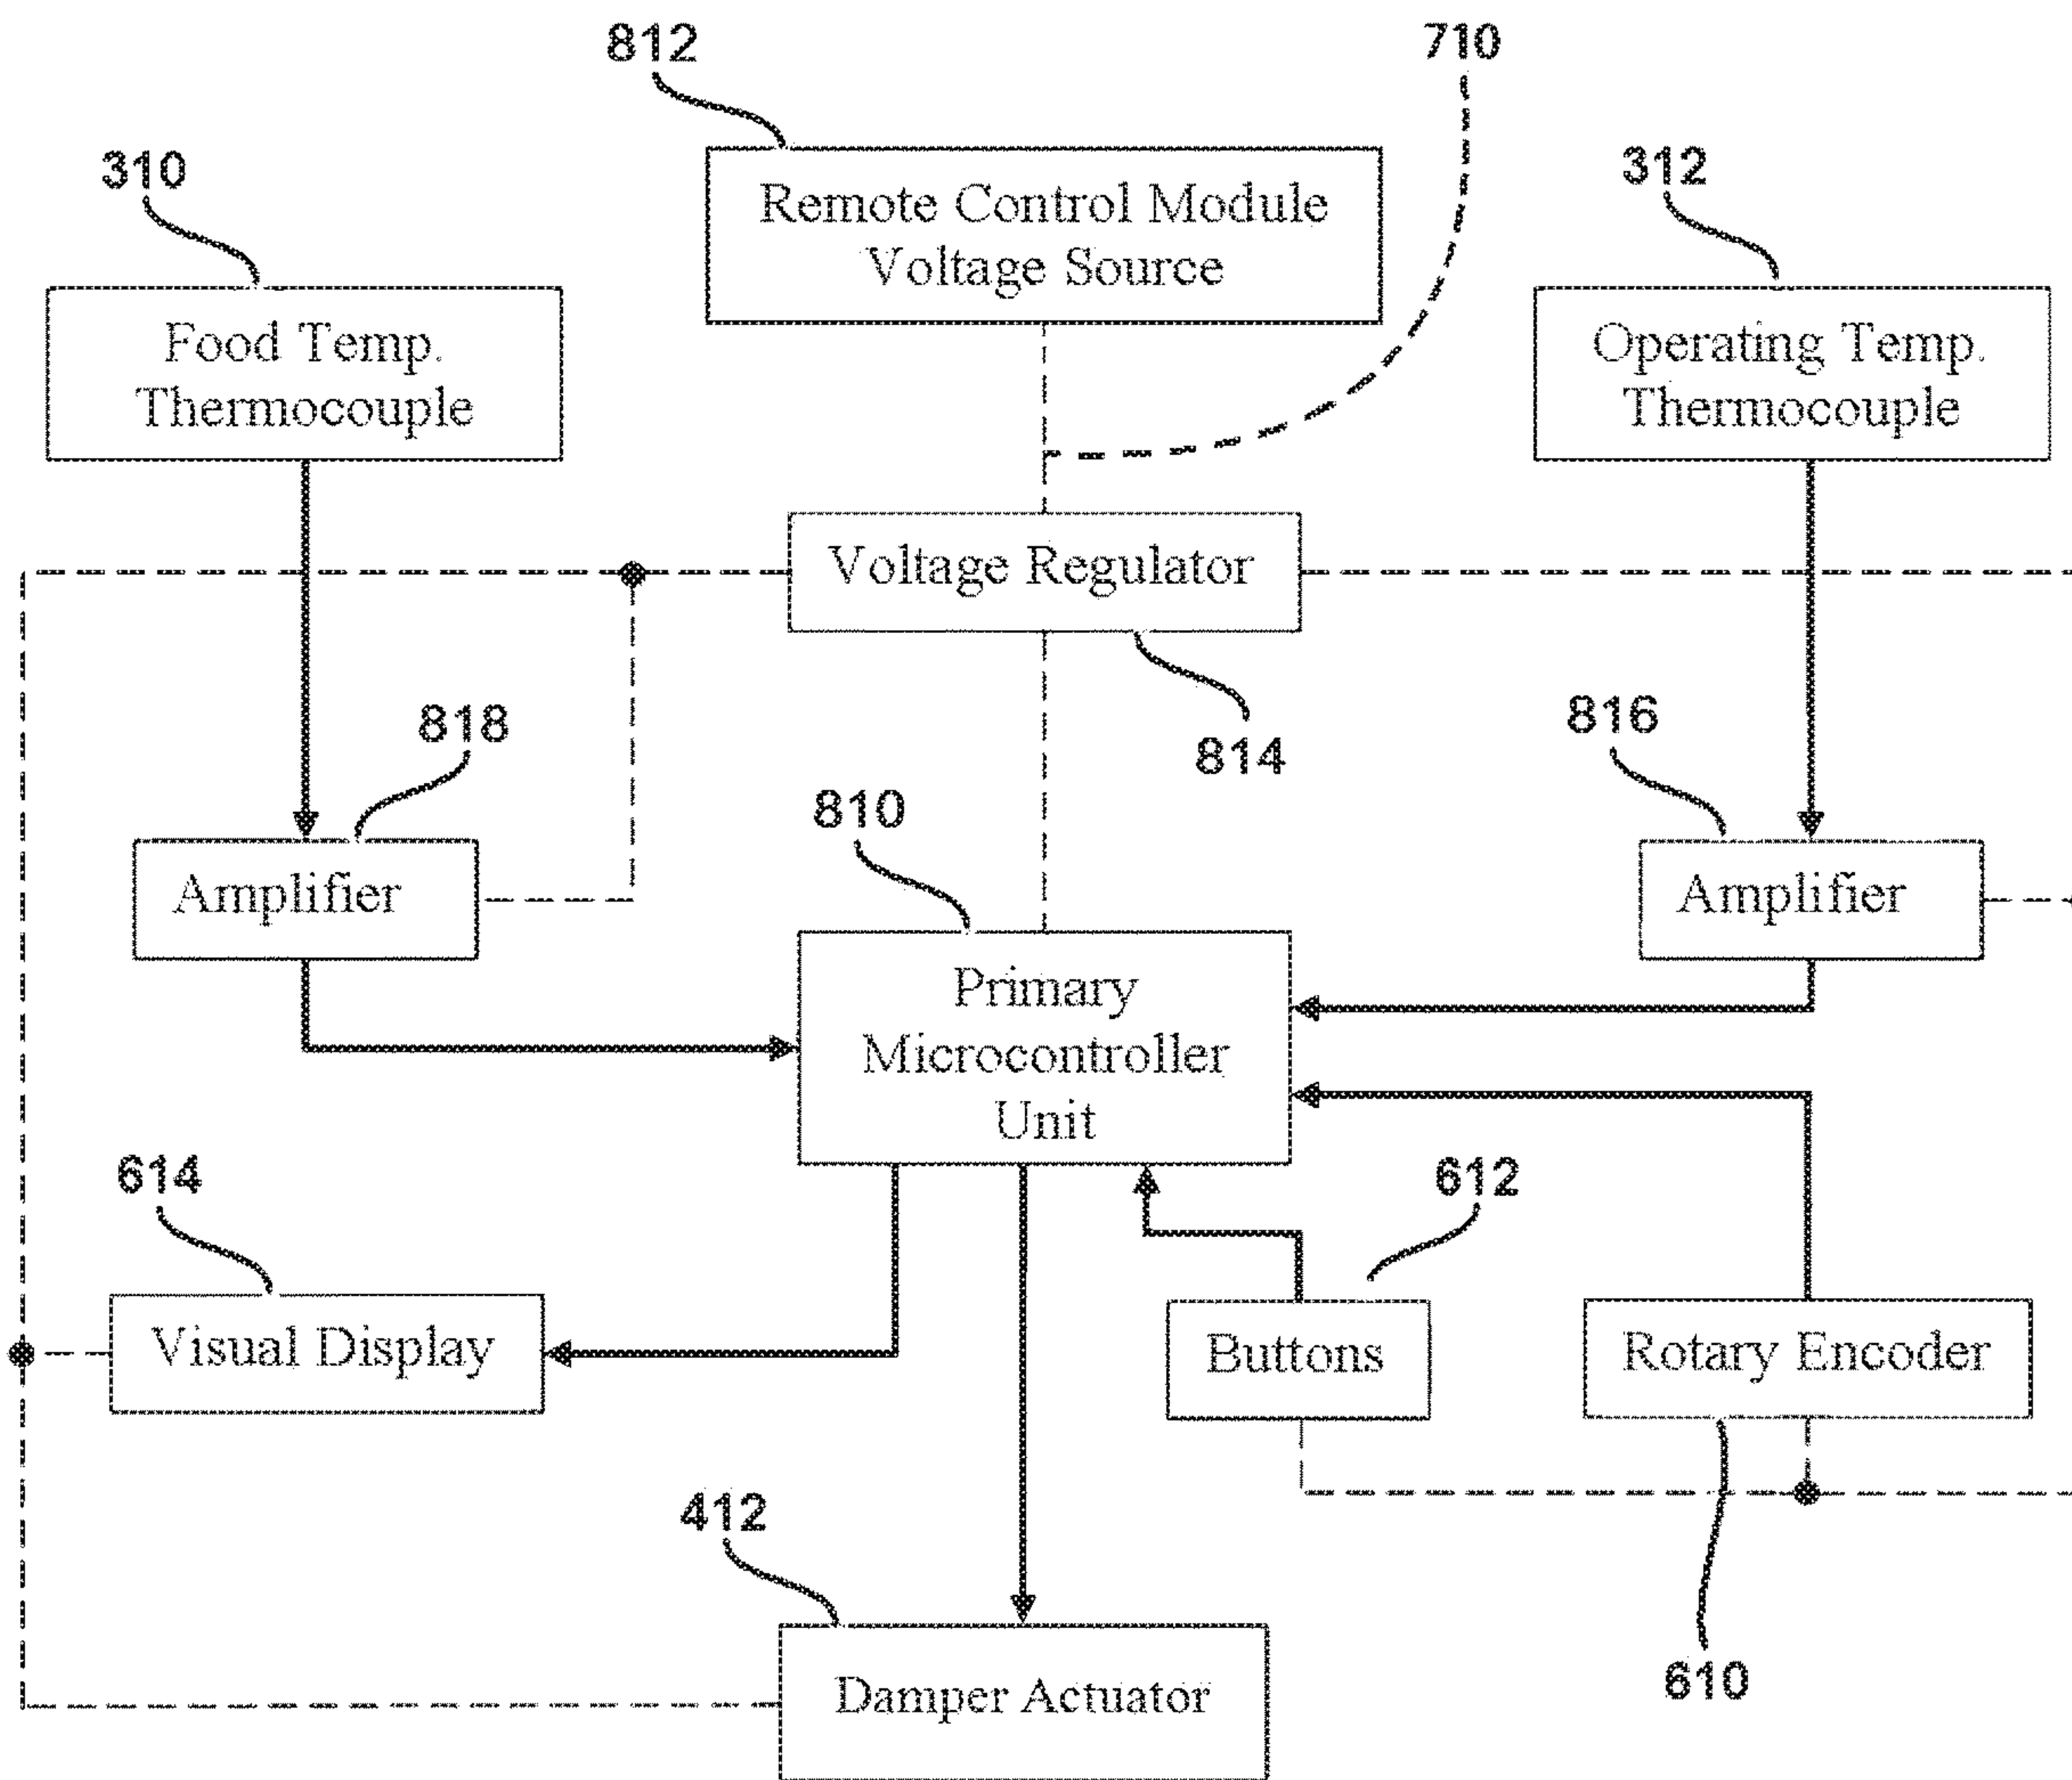 812
710
310
Remote Control Module
Voltage Source
312
Food Temp.
Thermocouple
Operating Temp.
Thermocouple
Voltage Regulator
818
814
816
810
Amplifier
Amplifier
Primary
Microcontroller
Unit
614
612
Visual Display
Buttons
Rotary Encoder
412
610
Damper Actuator